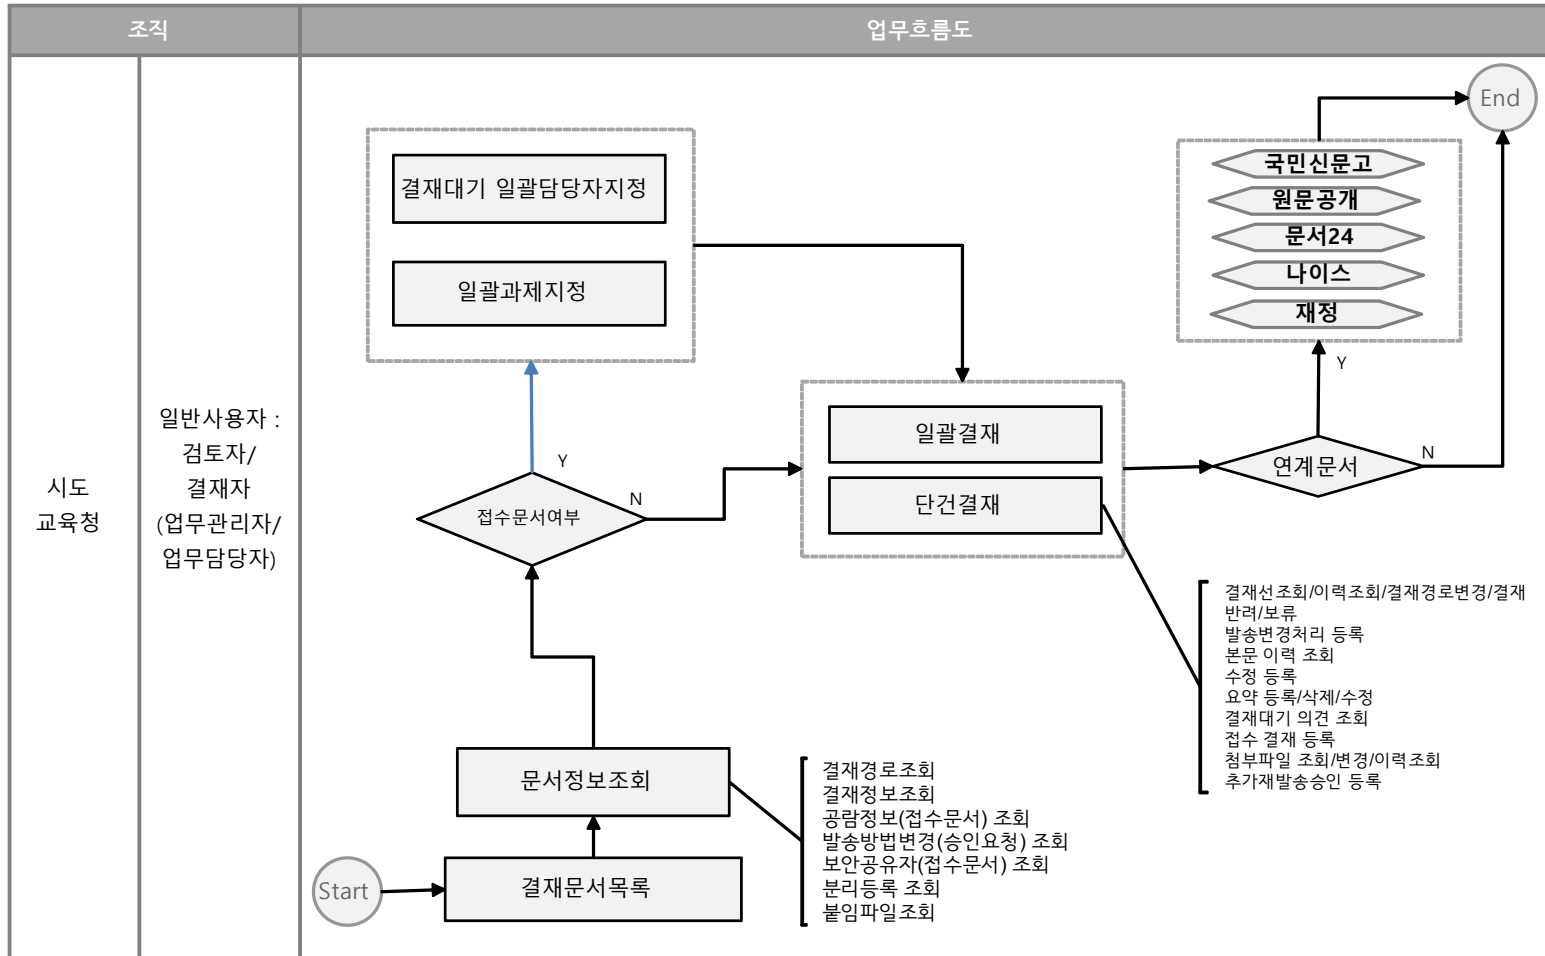 조직
업무흐름도
시도
교육청
일반사용자 :
검토자/
결재자
(업무관리자/
업무담당자)
End
국민신문고
원문공개
문서24
나이스
재정
결재대기 일괄담당자지정
일괄과제지정
Y
일괄결재
단건결재
연계문서
N
Y
N
접수문서여부
결재선조회/이력조회/결재경로변경/결재
반려/보류
발송변경처리 등록
본문 이력 조회
수정 등록
요약 등록/삭제/수정
결재대기 의견 조회
접수 결재 등록
첨부파일 조회/변경/이력조회
추가재발송승인 등록
문서정보조회
결재경로조회
결재정보조회
공람정보(접수문서) 조회
발송방법변경(승인요청) 조회
보안공유자(접수문서) 조회
분리등록 조회
붙임파일조회
Start
결재문서목록